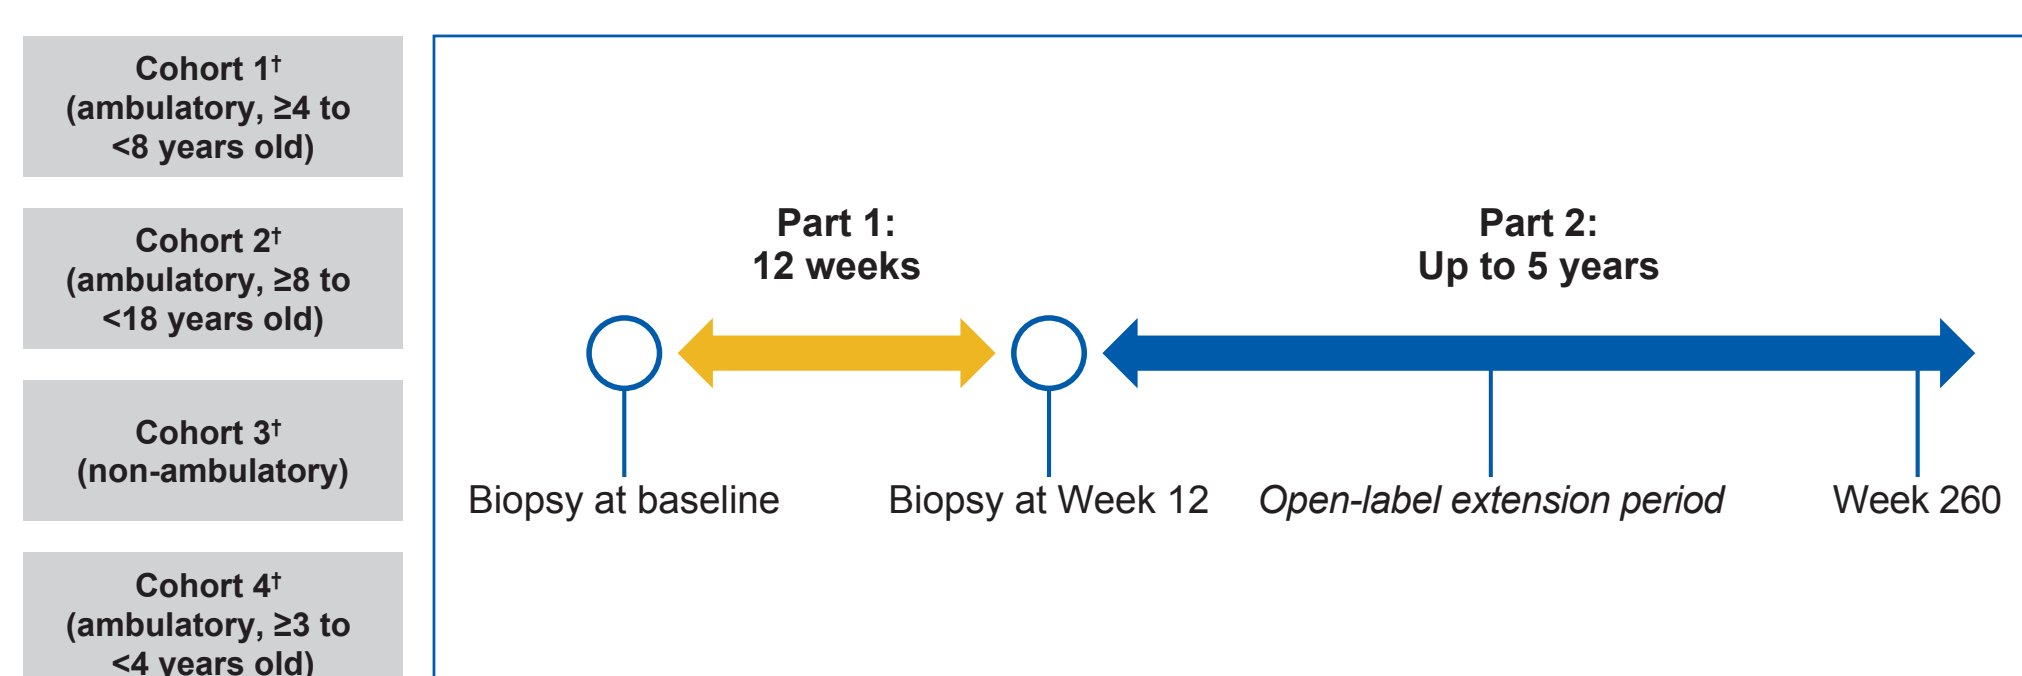 Cohort 1†
(ambulatory, ≥4 to
<8 years old)
Cohort 2†
(ambulatory, ≥8 to
<18 years old)
Cohort 3†
(non-ambulatory)
Cohort 4†
(ambulatory, ≥3 to
<4 years old)
Part 1:
12 weeks
Part 2:
Up to 5 years
Biopsy at baseline
Biopsy at Week 12
Open-label extension period
Week 260